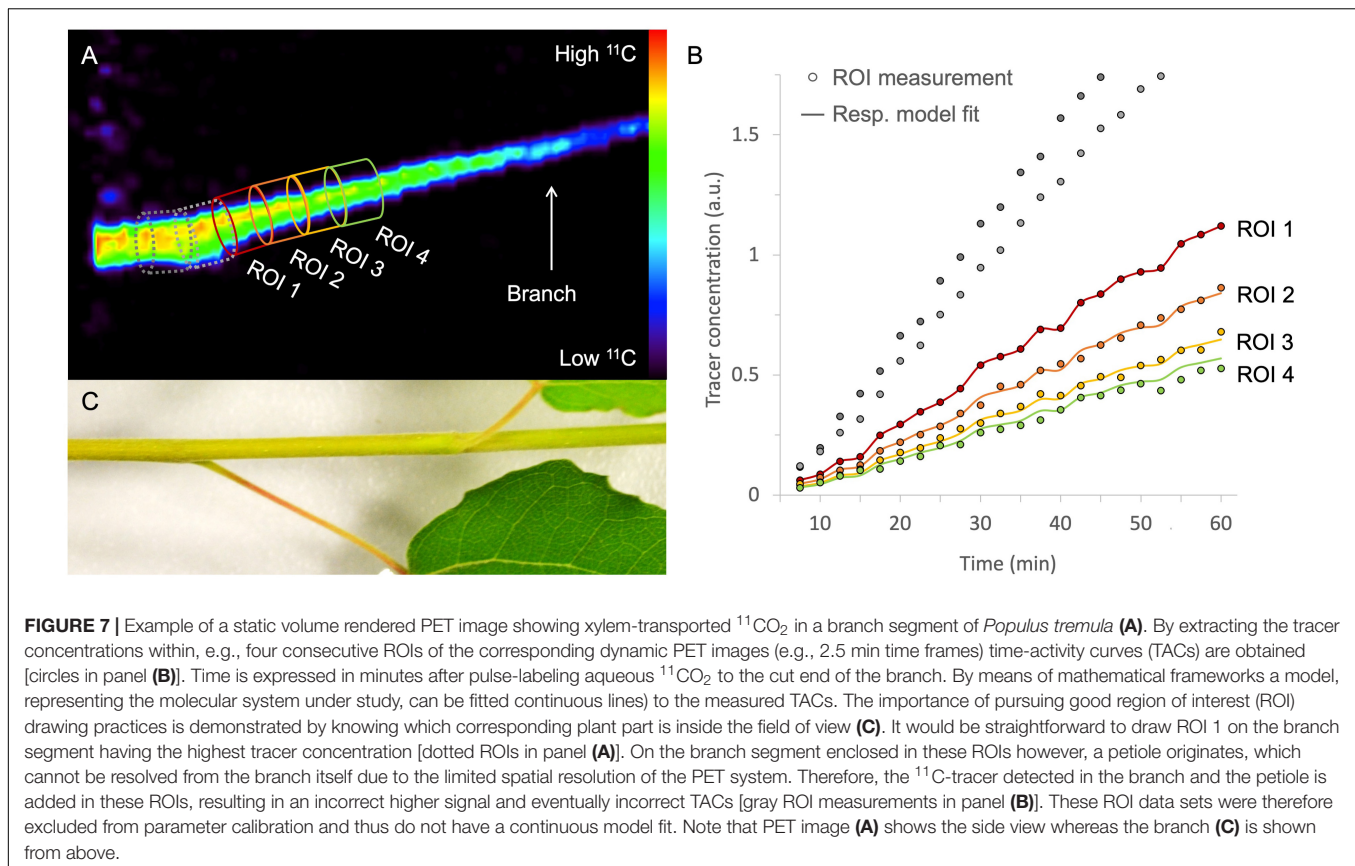 A
High ¹¹C
ROI 1
ROI 2
ROI 3
ROI 4
Branch
Low ¹¹C
C
B
ROI measurement
Resp. model fit
Tracer concentration (a.u.)
1.5
1
0.5
0
ROI 1
ROI 2
ROI 3
ROI 4
10
20
30
40
50
60
Time (min)
FIGURE 7 | Example of a static volume rendered PET image showing xylem-transported ¹¹CO₂ in a branch segment of Populus tremula (A). By extracting the tracer
concentrations within, e.g., four consecutive ROIs of the corresponding dynamic PET images (e.g., 2.5 min time frames) time-activity curves (TACs) are obtained
[circles in panel (B)]. Time is expressed in minutes after pulse-labeling aqueous ¹¹CO₂ to the cut end of the branch. By means of mathematical frameworks a model,
representing the molecular system under study, can be fitted continuous lines) to the measured TACs. The importance of pursuing good region of interest (ROI)
drawing practices is demonstrated by knowing which corresponding plant part is inside the field of view (C). It would be straightforward to draw ROI 1 on the branch
segment having the highest tracer concentration [dotted ROIs in panel (A)]. On the branch segment enclosed in these ROIs however, a petiole originates, which
cannot be resolved from the branch itself due to the limited spatial resolution of the PET system. Therefore, the ¹¹C-tracer detected in the branch and the petiole is
added in these ROIs, resulting in an incorrect higher signal and eventually incorrect TACs [gray ROI measurements in panel (B)]. These ROI data sets were therefore
excluded from parameter calibration and thus do not have a continuous model fit. Note that PET image (A) shows the side view whereas the branch (C) is shown
from above.